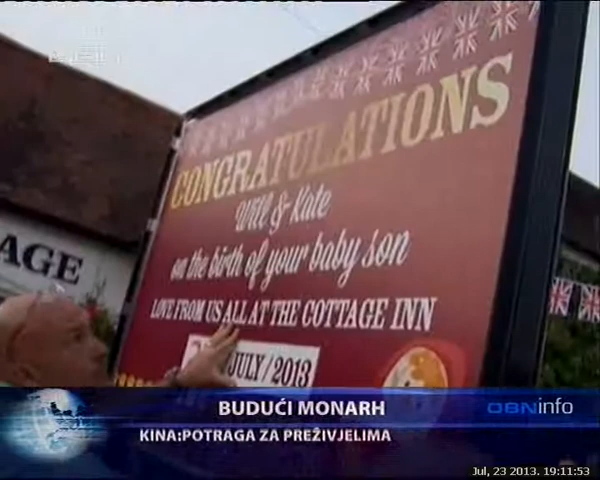 CONGRATULATIONS
Will & Kate
on the birth of your baby son
LOVE FROM US ALL AT THE COTTAGE INN
AGE
JULY/2013
BUDUĆI MONARH
OBNinfo
KINA:POTRAGA ZA PREŽIVJELIMA
Jul, 23 2013. 19:11:53